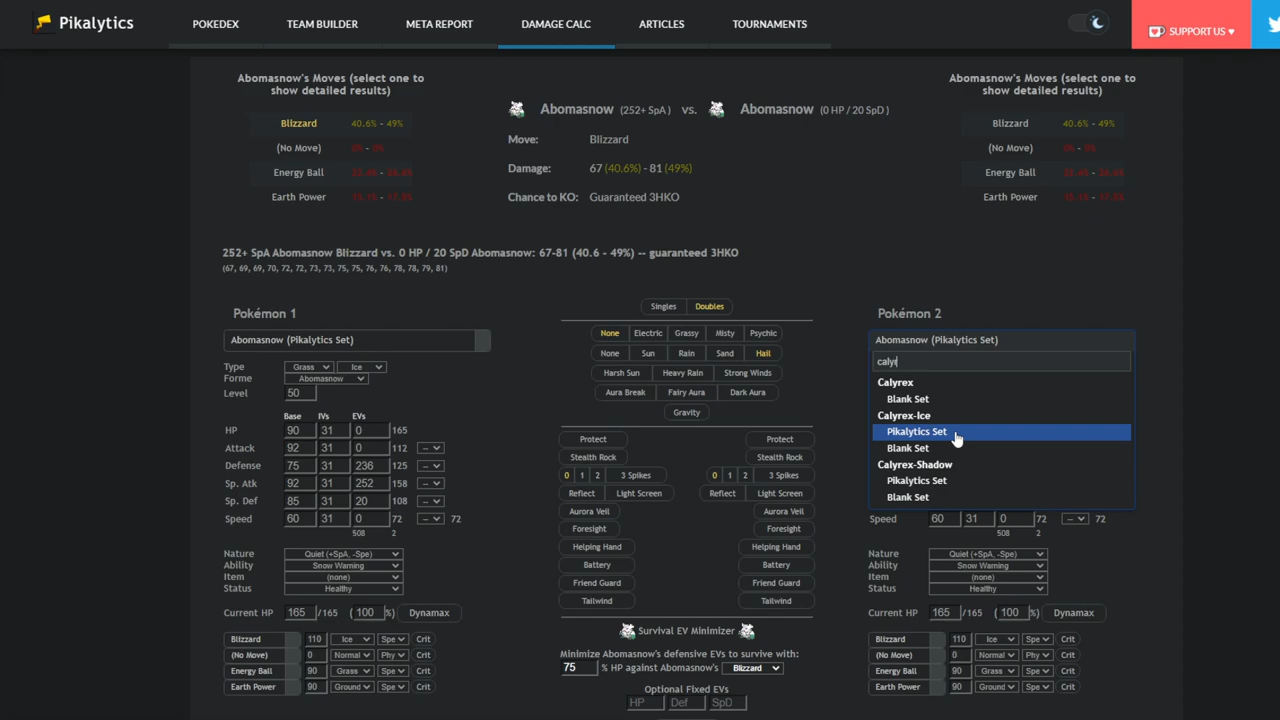 Pikalytics
POKEDEX TEAM BUILDER META REPORT DAMAGE CALC ARTICLES TOURNAMENTS
SUPPORT US ♥
Abomasnow's Moves (select one to
show detailed results)
Blizzard 40.6% - 49%
(No Move) 0% - 0%
Energy Ball
Earth Power
Abomasnow (252+ SpA ) vs. Abomasnow (0 HP / 20 SpD )
Move: Blizzard
Damage: 67 (40.6%) - 81 (49%)
Chance to KO: Guaranteed 3HKO
Abomasnow's Moves (select one to
show detailed results)
Blizzard 40.6% - 49%
(No Move) 0% - 0%
Energy Ball
Earth Power
252+ SpA Abomasnow Blizzard vs. 0 HP / 20 SpD Abomasnow: 67-81 (40.6 - 49%) -- guaranteed 3HKO
(67, 69, 69, 70, 72, 72, 73, 73, 75, 75, 76, 76, 78, 78, 79, 81)
Pokémon 1
Abomasnow (Pikalytics Set)
Type Grass Ice
Forme Abomasnow
Level 50
Base IVs EVs
HP 90 31 0 165
Attack 92 31 0 112 --
Defense 75 31 236 125 --
Sp. Atk 92 31 252 158 --
Sp. Def 85 31 20 108 --
Speed 60 31 0 72 -- 72
508 2
Nature Quiet (+SpA, -Spe)
Ability Snow Warning
Item (none)
Status Healthy
Current HP 165 /165 ( 100 %) Dynamax
Blizzard 110 Ice Spe Crit
(No Move) 0 Normal Phy Crit
Energy Ball 90 Grass Spe Crit
Earth Power 90 Ground Spe Crit
Singles Doubles
None Electric Grassy Misty Psychic
None Sun Rain Sand Hail
Harsh Sun Heavy Rain Strong Winds
Aura Break Fairy Aura Dark Aura
Gravity
Protect Protect
Stealth Rock Stealth Rock
0 1 2 3 Spikes 0 1 2 3 Spikes
Reflect Light Screen Reflect Light Screen
Aurora Veil Aurora Veil
Foresight Foresight
Helping Hand Helping Hand
Battery Battery
Friend Guard Friend Guard
Tailwind Tailwind
Survival EV Minimizer
Minimize Abomasnow's defensive EVs to survive with:
75 % HP against Abomasnow's Blizzard
Optional Fixed EVs
HP Def SpD
Pokémon 2
Abomasnow (Pikalytics Set)
calyr
Calyrex
Blank Set
Calyrex-Ice
Pikalytics Set
Blank Set
Calyrex-Shadow
Pikalytics Set
Blank Set
Speed 60 31 0 72 -- 72
508 2
Nature Quiet (+SpA, -Spe)
Ability Snow Warning
Item (none)
Status Healthy
Current HP 165 /165 ( 100 %) Dynamax
Blizzard 110 Ice Spe Crit
(No Move) 0 Normal Phy Crit
Energy Ball 90 Grass Spe Crit
Earth Power 90 Ground Spe Crit